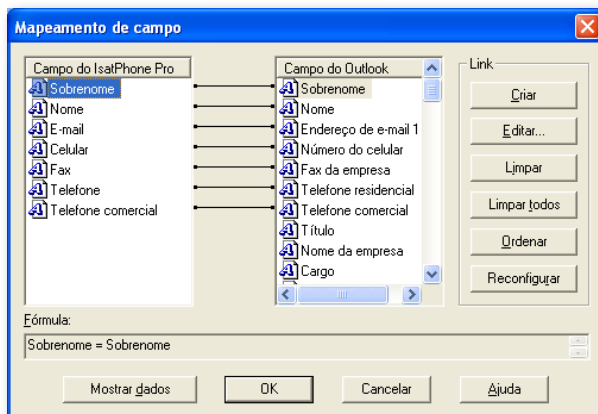 Mapeamento de campo
Campo do IsatPhone Pro
Sobrenome
Nome
E-mail
Celular
Fax
Telefone
Telefone comercial
Campo do Outlook
Sobrenome
Nome
Endereço de e-mail 1
Número do celular
Fax da empresa
Telefone residencial
Telefone comercial
Título
Nome da empresa
Cargo
Link
Criar
Editar...
Limpar
Limpar todos
Ordenar
Reconfigurar
Fórmula:
Sobrenome = Sobrenome
Mostrar dados
OK
Cancelar
Ajuda